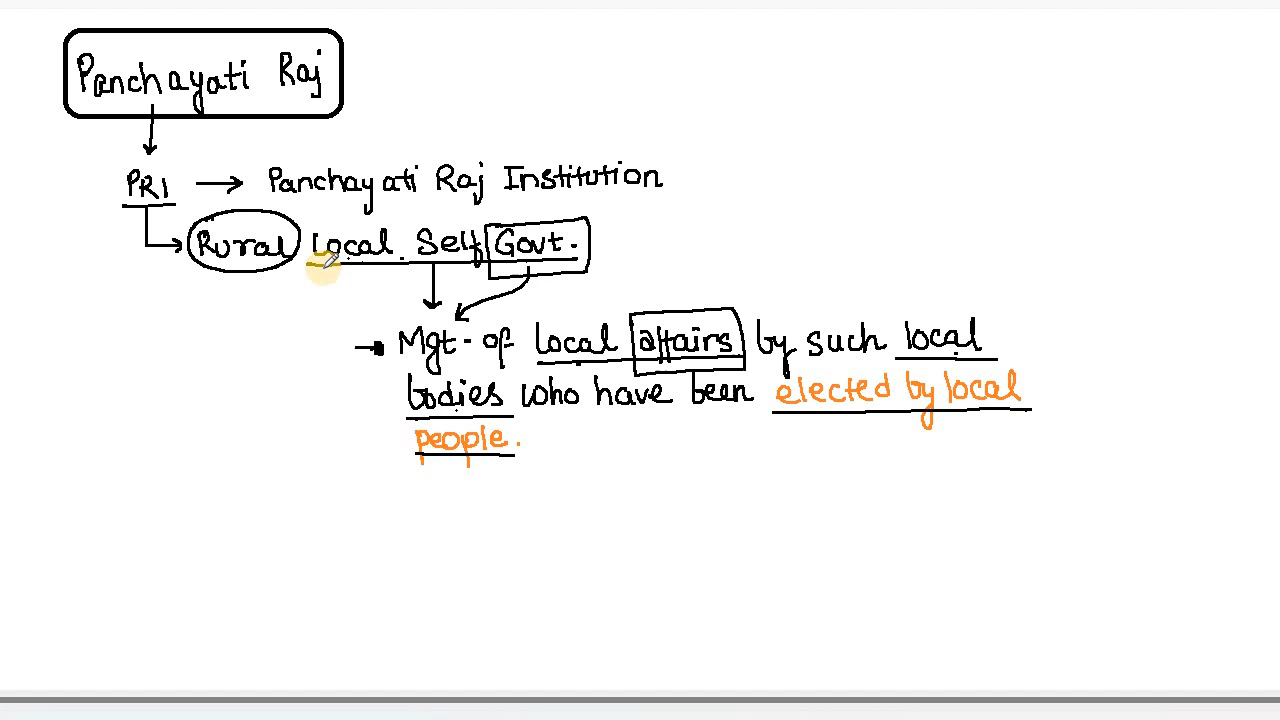 Panchayati Raj
PRI → Panchayati Raj Institution
Rural Local Self Govt.
→ Mgt. of local affairs by such local
bodies who have been elected by local
people.